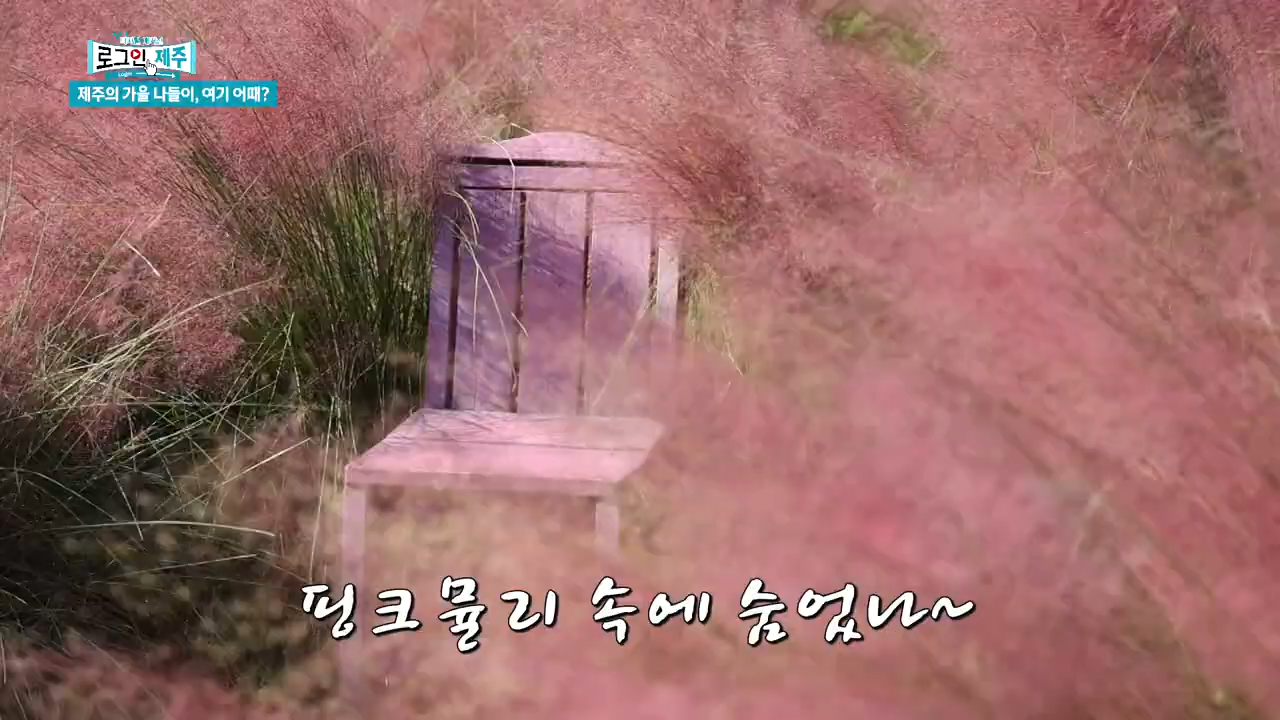 로그인 제주
제주의 가을 나들이, 여기 어때?
핑크뮬리 속에 숨었나~